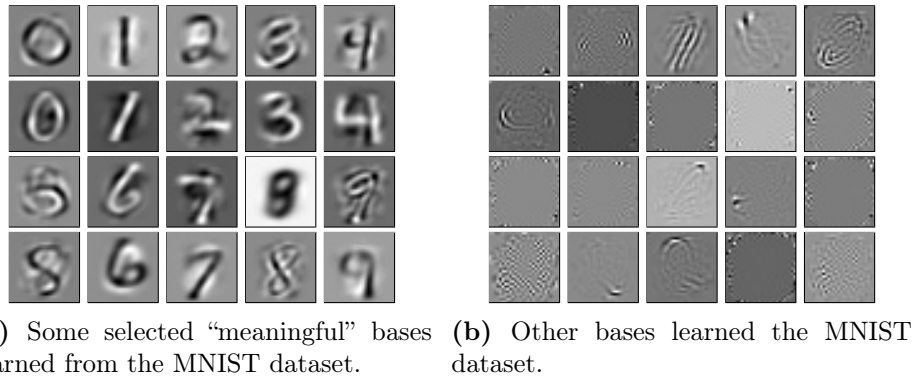 ) Some selected “meaningful” bases
arned from the MNIST dataset.
(b) Other bases learned the MNIST
dataset.